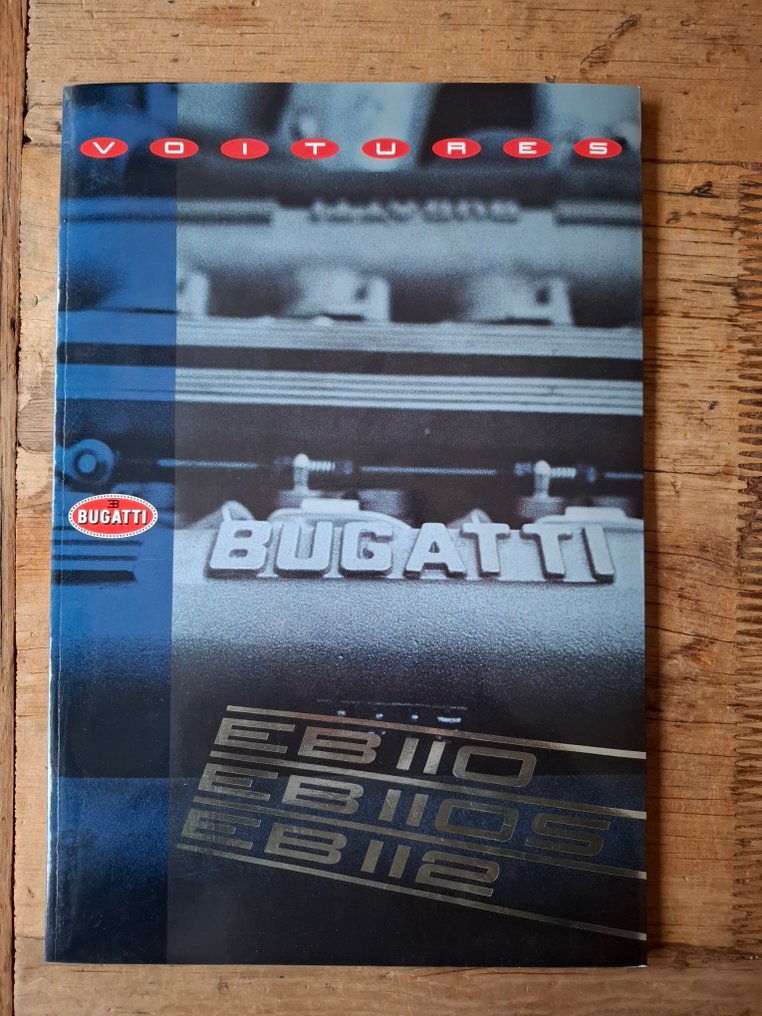 VOITURES
BUGATTI
BUGATTI
EB110
EB110S
EB112